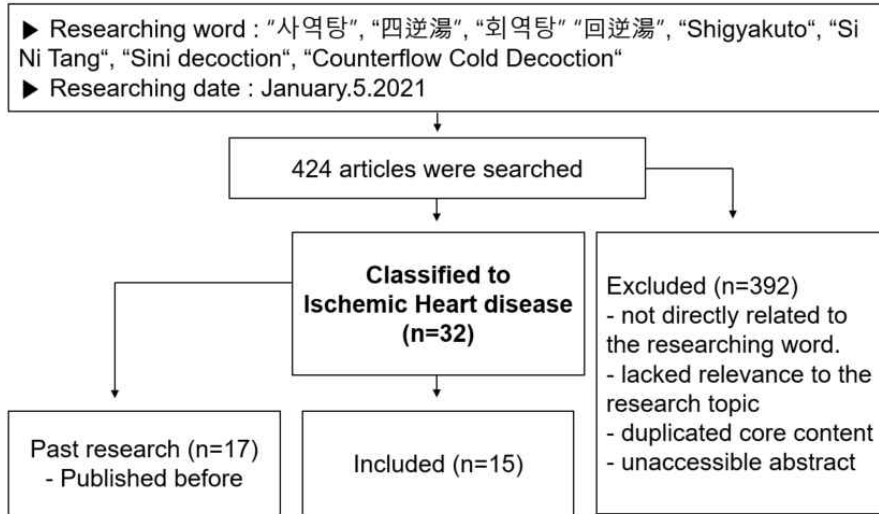 ▶ Researching word : "사역탕", "四逆湯", "회역탕" "回逆湯", "Shigyakuto", "Si
Ni Tang", "Sini decoction", "Counterflow Cold Decoction"
▶ Researching date : January.5.2021
424 articles were searched
Classified to
Ischemic Heart disease
(n=32)
Excluded (n=392)
- not directly related to
the researching word.
- lacked relevance to the
research topic
- duplicated core content
- unaccessible abstract
Past research (n=17)
- Published before
Included (n=15)